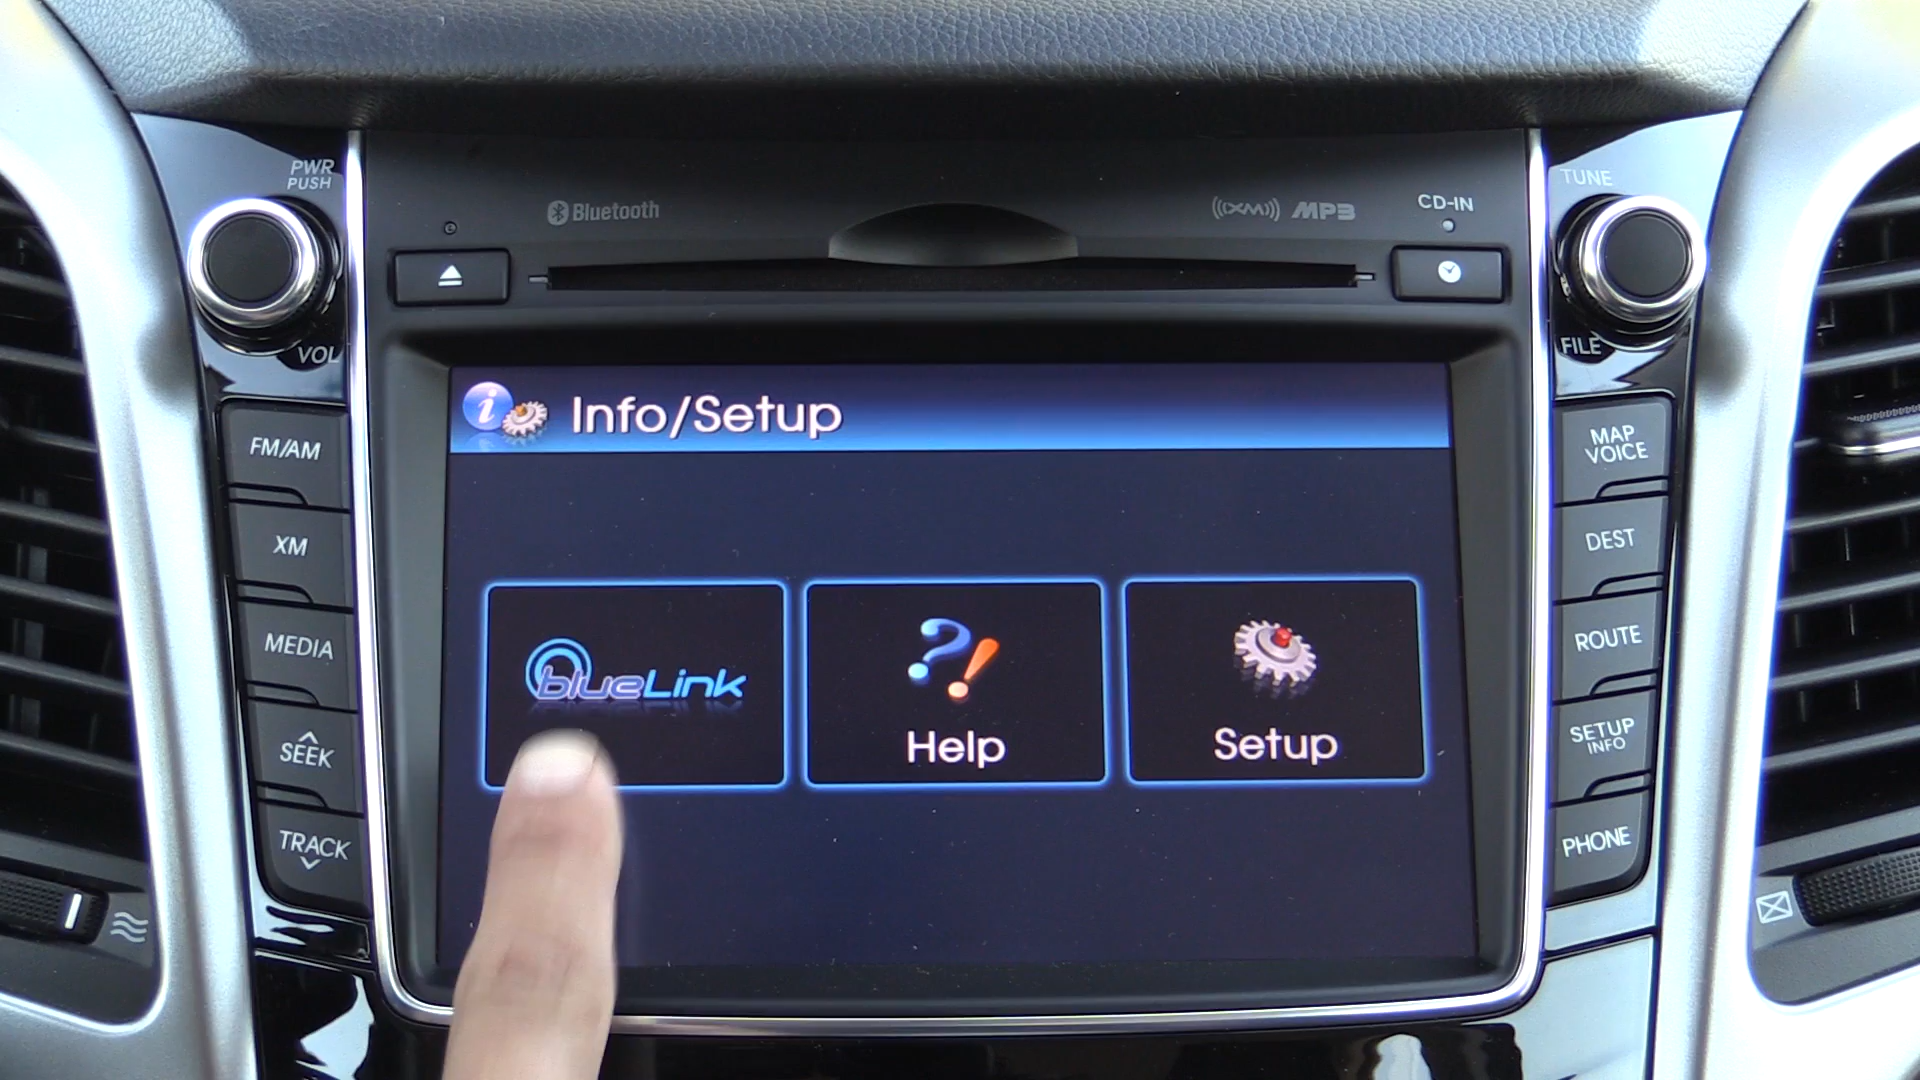 PWR
PUSH
VOL
Bluetooth
((XM)) MP3
CD-IN
TUNE
FILE
FM/AM
XM
MEDIA
SEEK
TRACK
i Info/Setup
blueLink
?!
Help
Setup
MAP
VOICE
DEST
ROUTE
SETUP
INFO
PHONE